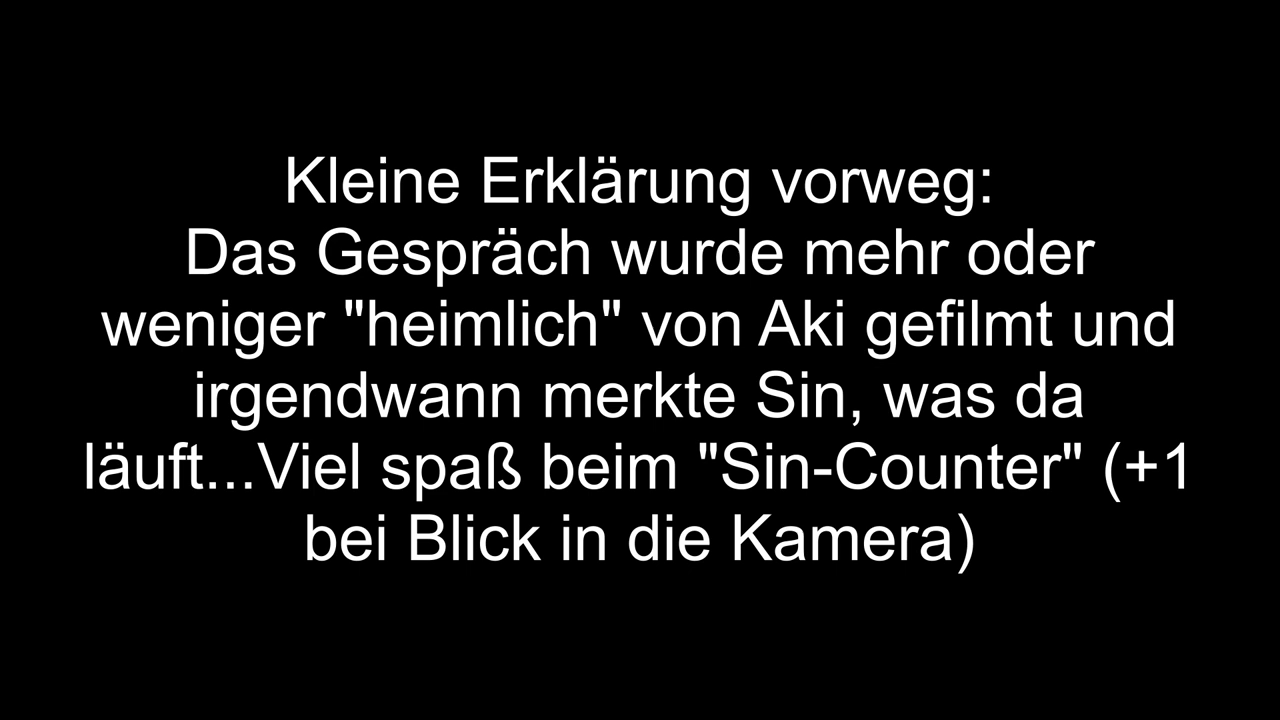 Kleine Erklärung vorweg:
Das Gespräch wurde mehr oder
weniger "heimlich" von Aki gefilmt und
irgendwann merkte Sin, was da
läuft...Viel spaß beim "Sin-Counter" (+1
bei Blick in die Kamera)